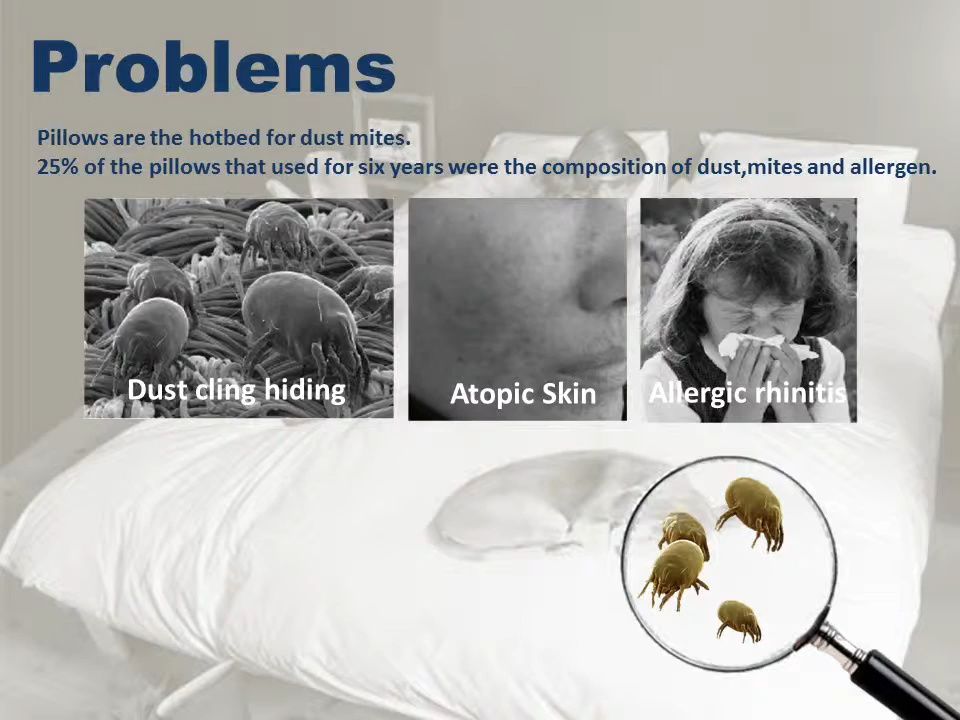 Problems
Pillows are the hotbed for dust mites.
25% of the pillows that used for six years were the composition of dust,mites and allergen.
Dust cling hiding
Atopic Skin
Allergic rhinitis